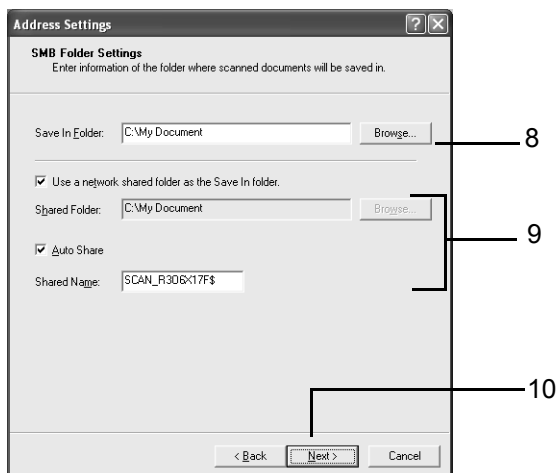 Address Settings
SMB Folder Settings
Enter information of the folder where scanned documents will be saved in.
Save In Folder: C:\My Document Browse... 8
Use a network shared folder as the Save In folder.
Shared Folder: C:\My Document Browse...
9
Auto Share
Shared Name: SCAN_R306X17F$
10
< Back Next > Cancel